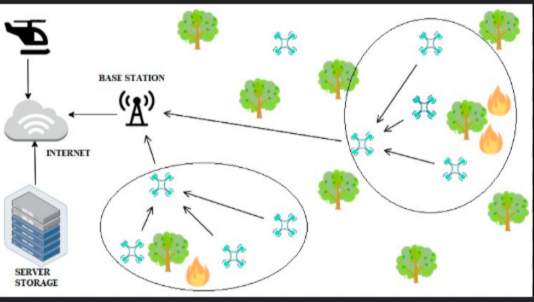 BASE STATION
INTERNET
SERVER
STORAGE